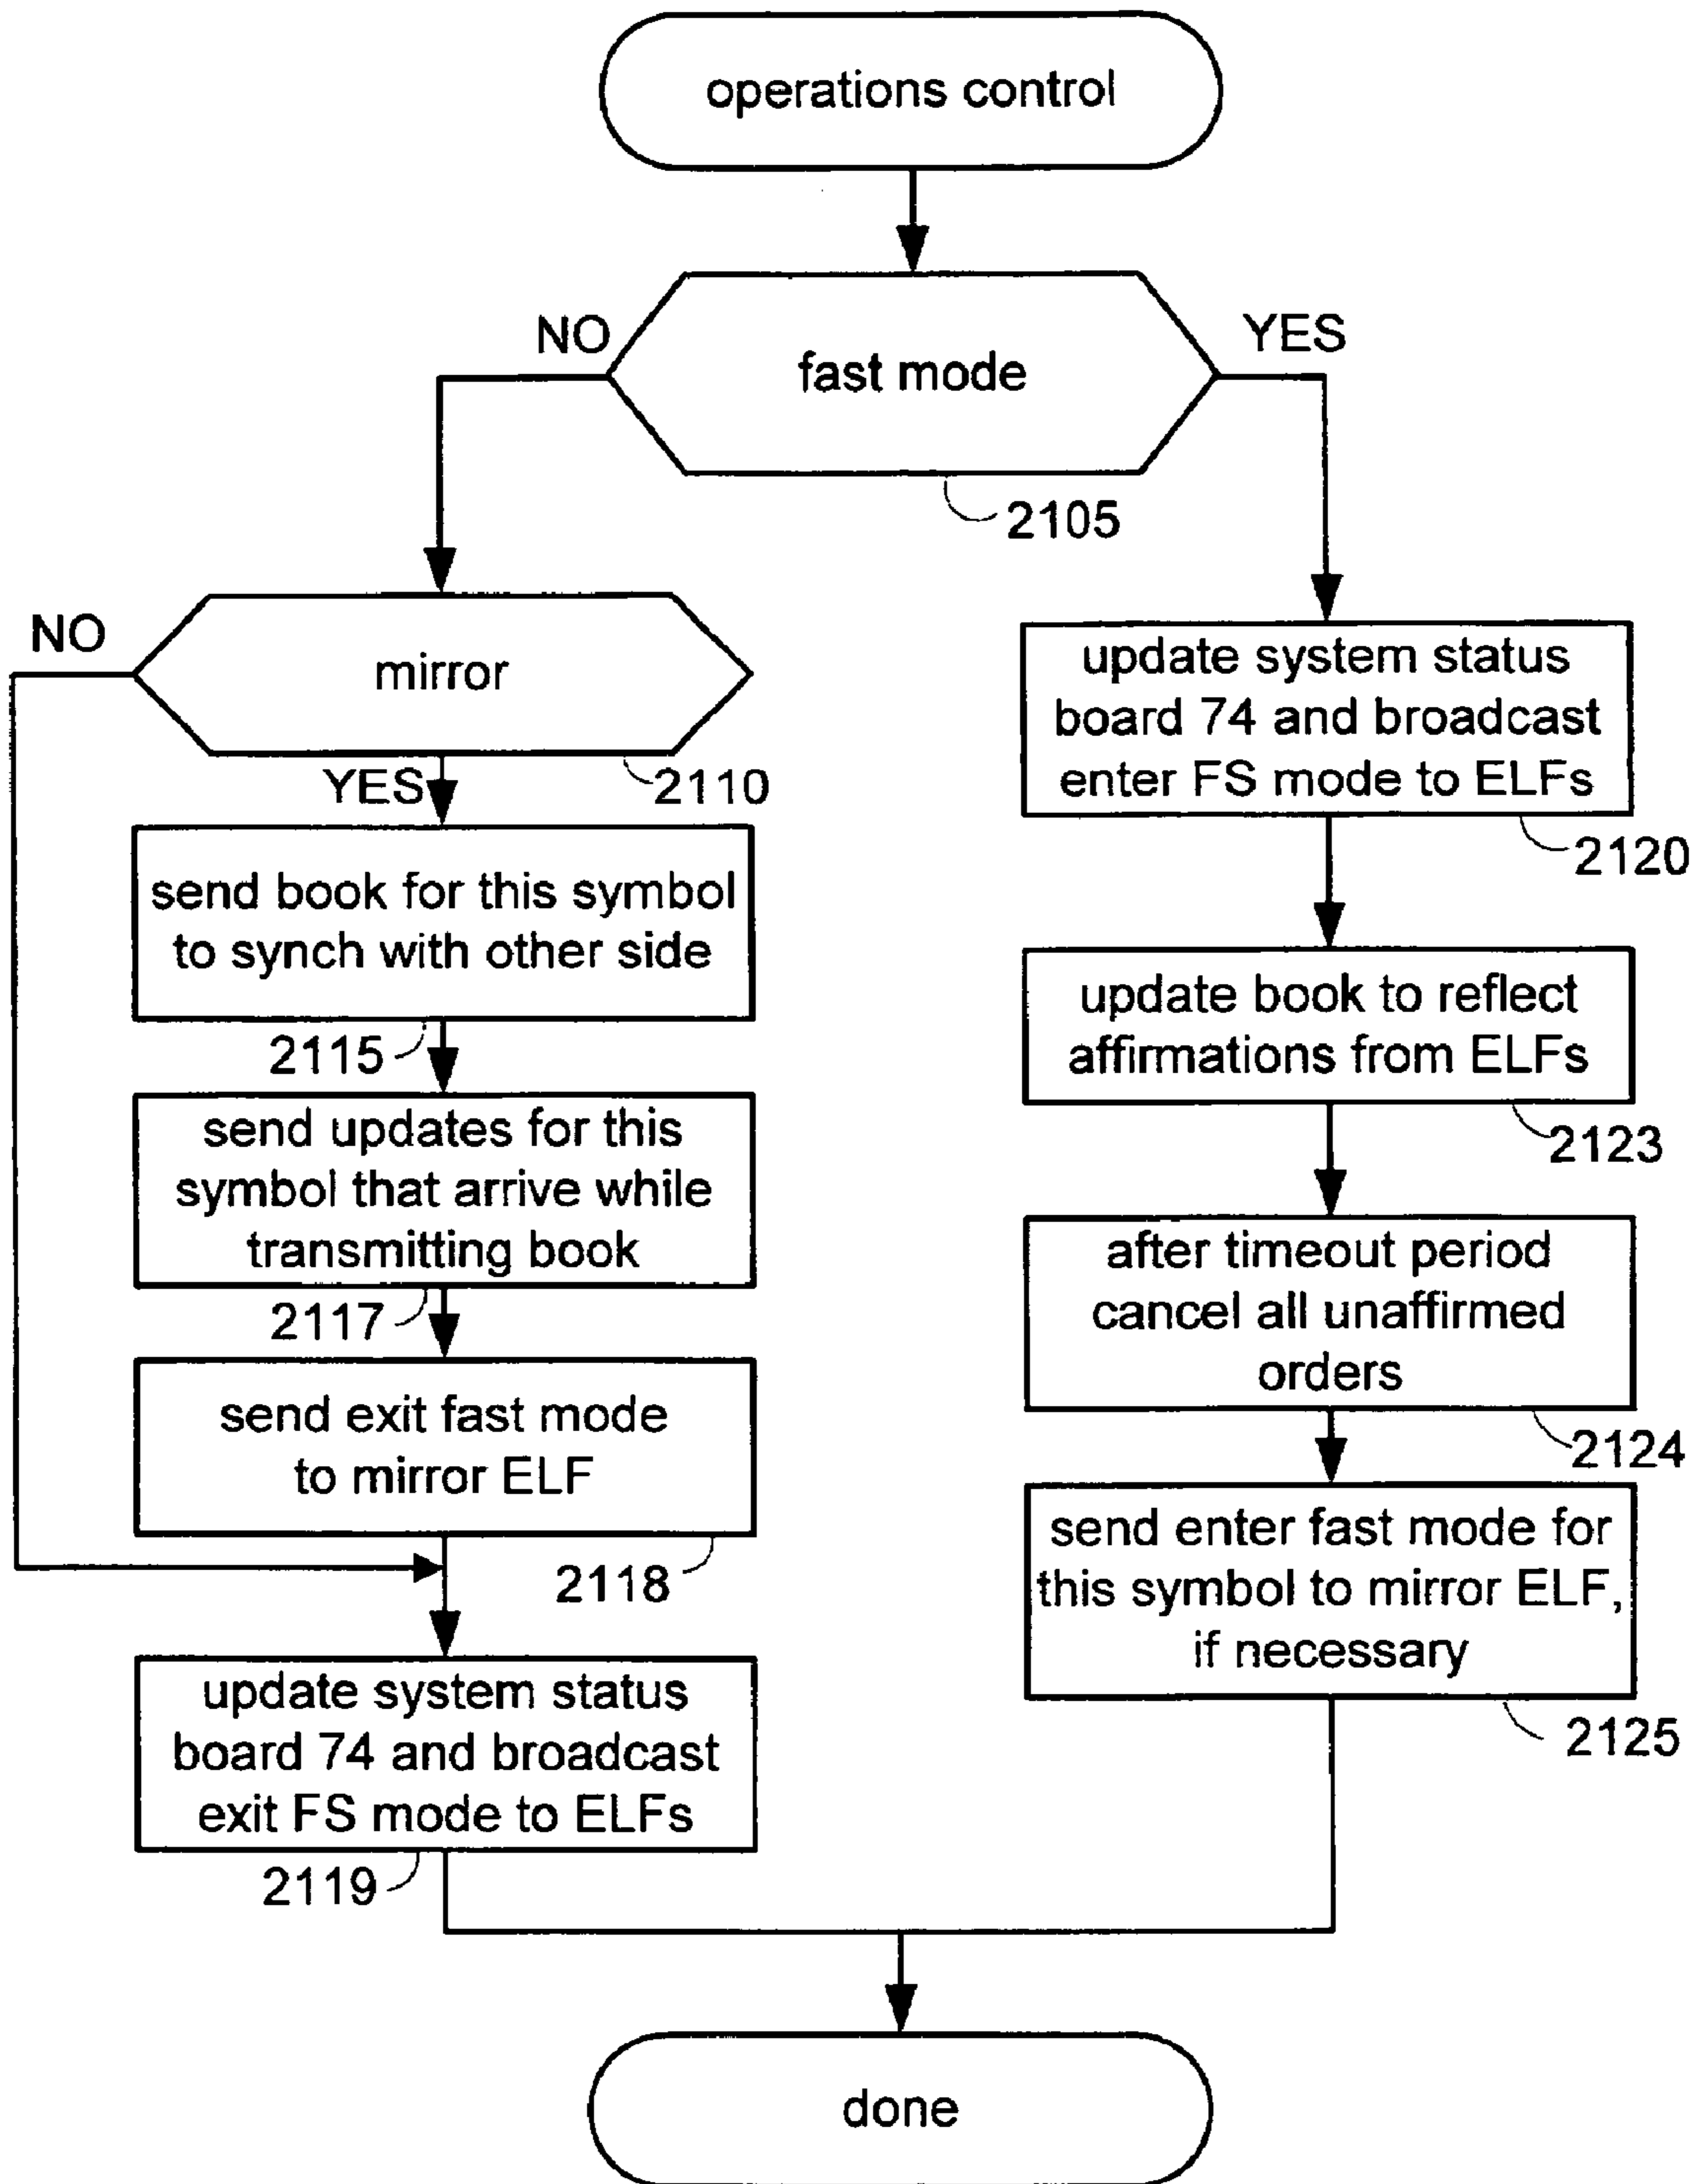 operations control
NO
YES
fast mode
2105
NO
mirror
YES
2110
send book for this symbol
to synch with other side
2115
send updates for this
symbol that arrive while
transmitting book
2117
send exit fast mode
to mirror ELF
2118
update system status
board 74 and broadcast
exit FS mode to ELFs
2119
update system status
board 74 and broadcast
enter FS mode to ELFs
2120
update book to reflect
affirmations from ELFs
2123
after timeout period
cancel all unaffirmed
orders
2124
send enter fast mode for
this symbol to mirror ELF,
if necessary
2125
done